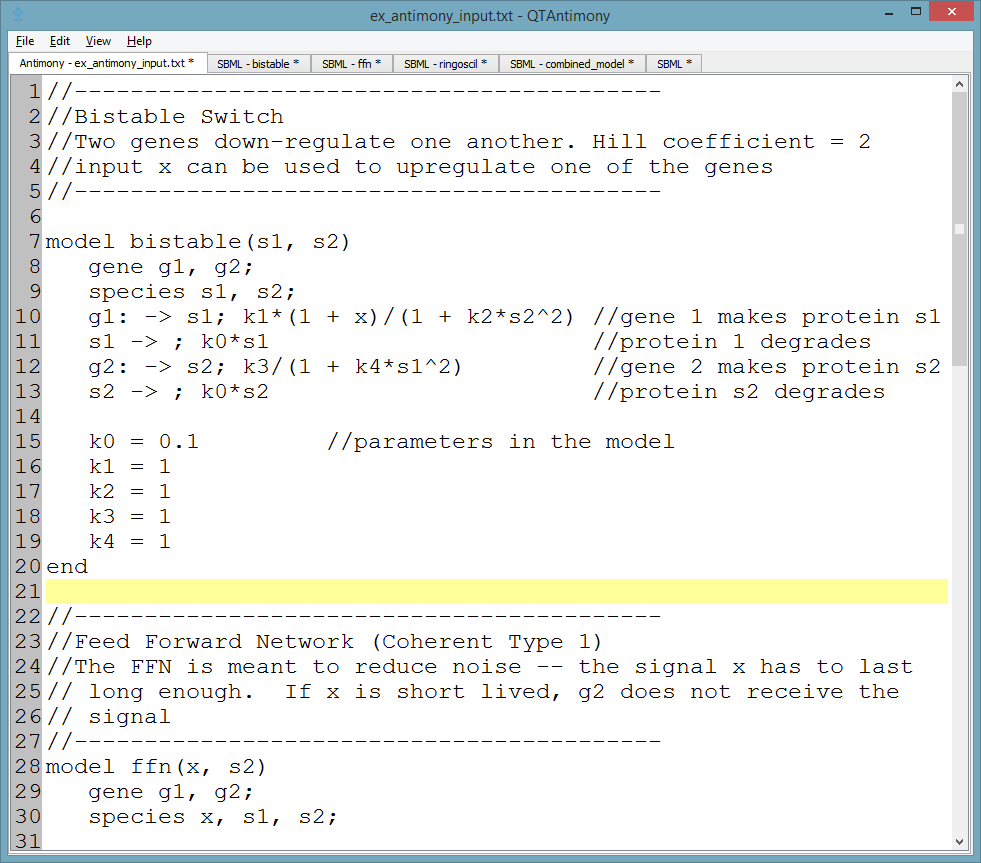 ex_antimony_input.txt - QTAntimony
File Edit View Help
Antimony - ex_antimony_input.txt * SBML - bistable * SBML - ffn * SBML - ringoscil * SBML - combined_model * SBML *
1 //------------------------------------------
2 //Bistable Switch
3 //Two genes down-regulate one another. Hill coefficient = 2
4 //input x can be used to upregulate one of the genes
5 //------------------------------------------
6
7 model bistable(s1, s2)
8    gene g1, g2;
9    species s1, s2;
10    g1: -> s1; k1*(1 + x)/(1 + k2*s2^2) //gene 1 makes protein s1
11    s1 -> ; k0*s1                       //protein 1 degrades
12    g2: -> s2; k3/(1 + k4*s1^2)         //gene 2 makes protein s2
13    s2 -> ; k0*s2                       //protein s2 degrades
14
15    k0 = 0.1         //parameters in the model
16    k1 = 1
17    k2 = 1
18    k3 = 1
19    k4 = 1
20 end
21
22 //------------------------------------------
23 //Feed Forward Network (Coherent Type 1)
24 //The FFN is meant to reduce noise -- the signal x has to last
25 // long enough.  If x is short lived, g2 does not receive the
26 // signal
27 //------------------------------------------
28 model ffn(x, s2)
29    gene g1, g2;
30    species x, s1, s2;
31